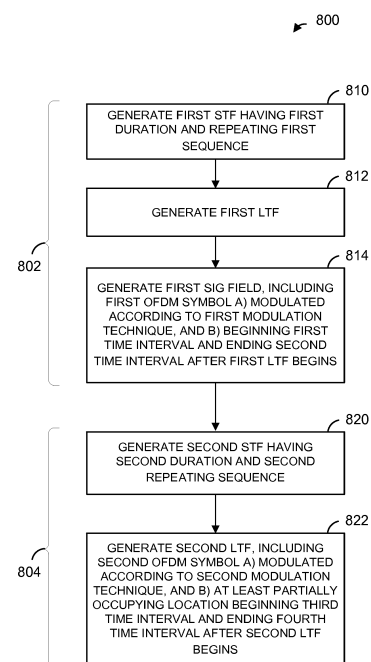 800
810
GENERATE FIRST STF HAVING FIRST
DURATION AND REPEATING FIRST
SEQUENCE
812
GENERATE FIRST LTF
802
814
GENERATE FIRST SIG FIELD, INCLUDING
FIRST OFDM SYMBOL A) MODULATED
ACCORDING TO FIRST MODULATION
TECHNIQUE, AND B) BEGINNING FIRST
TIME INTERVAL AND ENDING SECOND
TIME INTERVAL AFTER FIRST LTF BEGINS
820
GENERATE SECOND STF HAVING
SECOND DURATION AND SECOND
REPEATING SEQUENCE
822
804
GENERATE SECOND LTF, INCLUDING
SECOND OFDM SYMBOL A) MODULATED
ACCORDING TO SECOND MODULATION
TECHNIQUE, AND B) AT LEAST PARTIALLY
OCCUPYING LOCATION BEGINNING THIRD
TIME INTERVAL AND ENDING FOURTH
TIME INTERVAL AFTER SECOND LTF
BEGINS